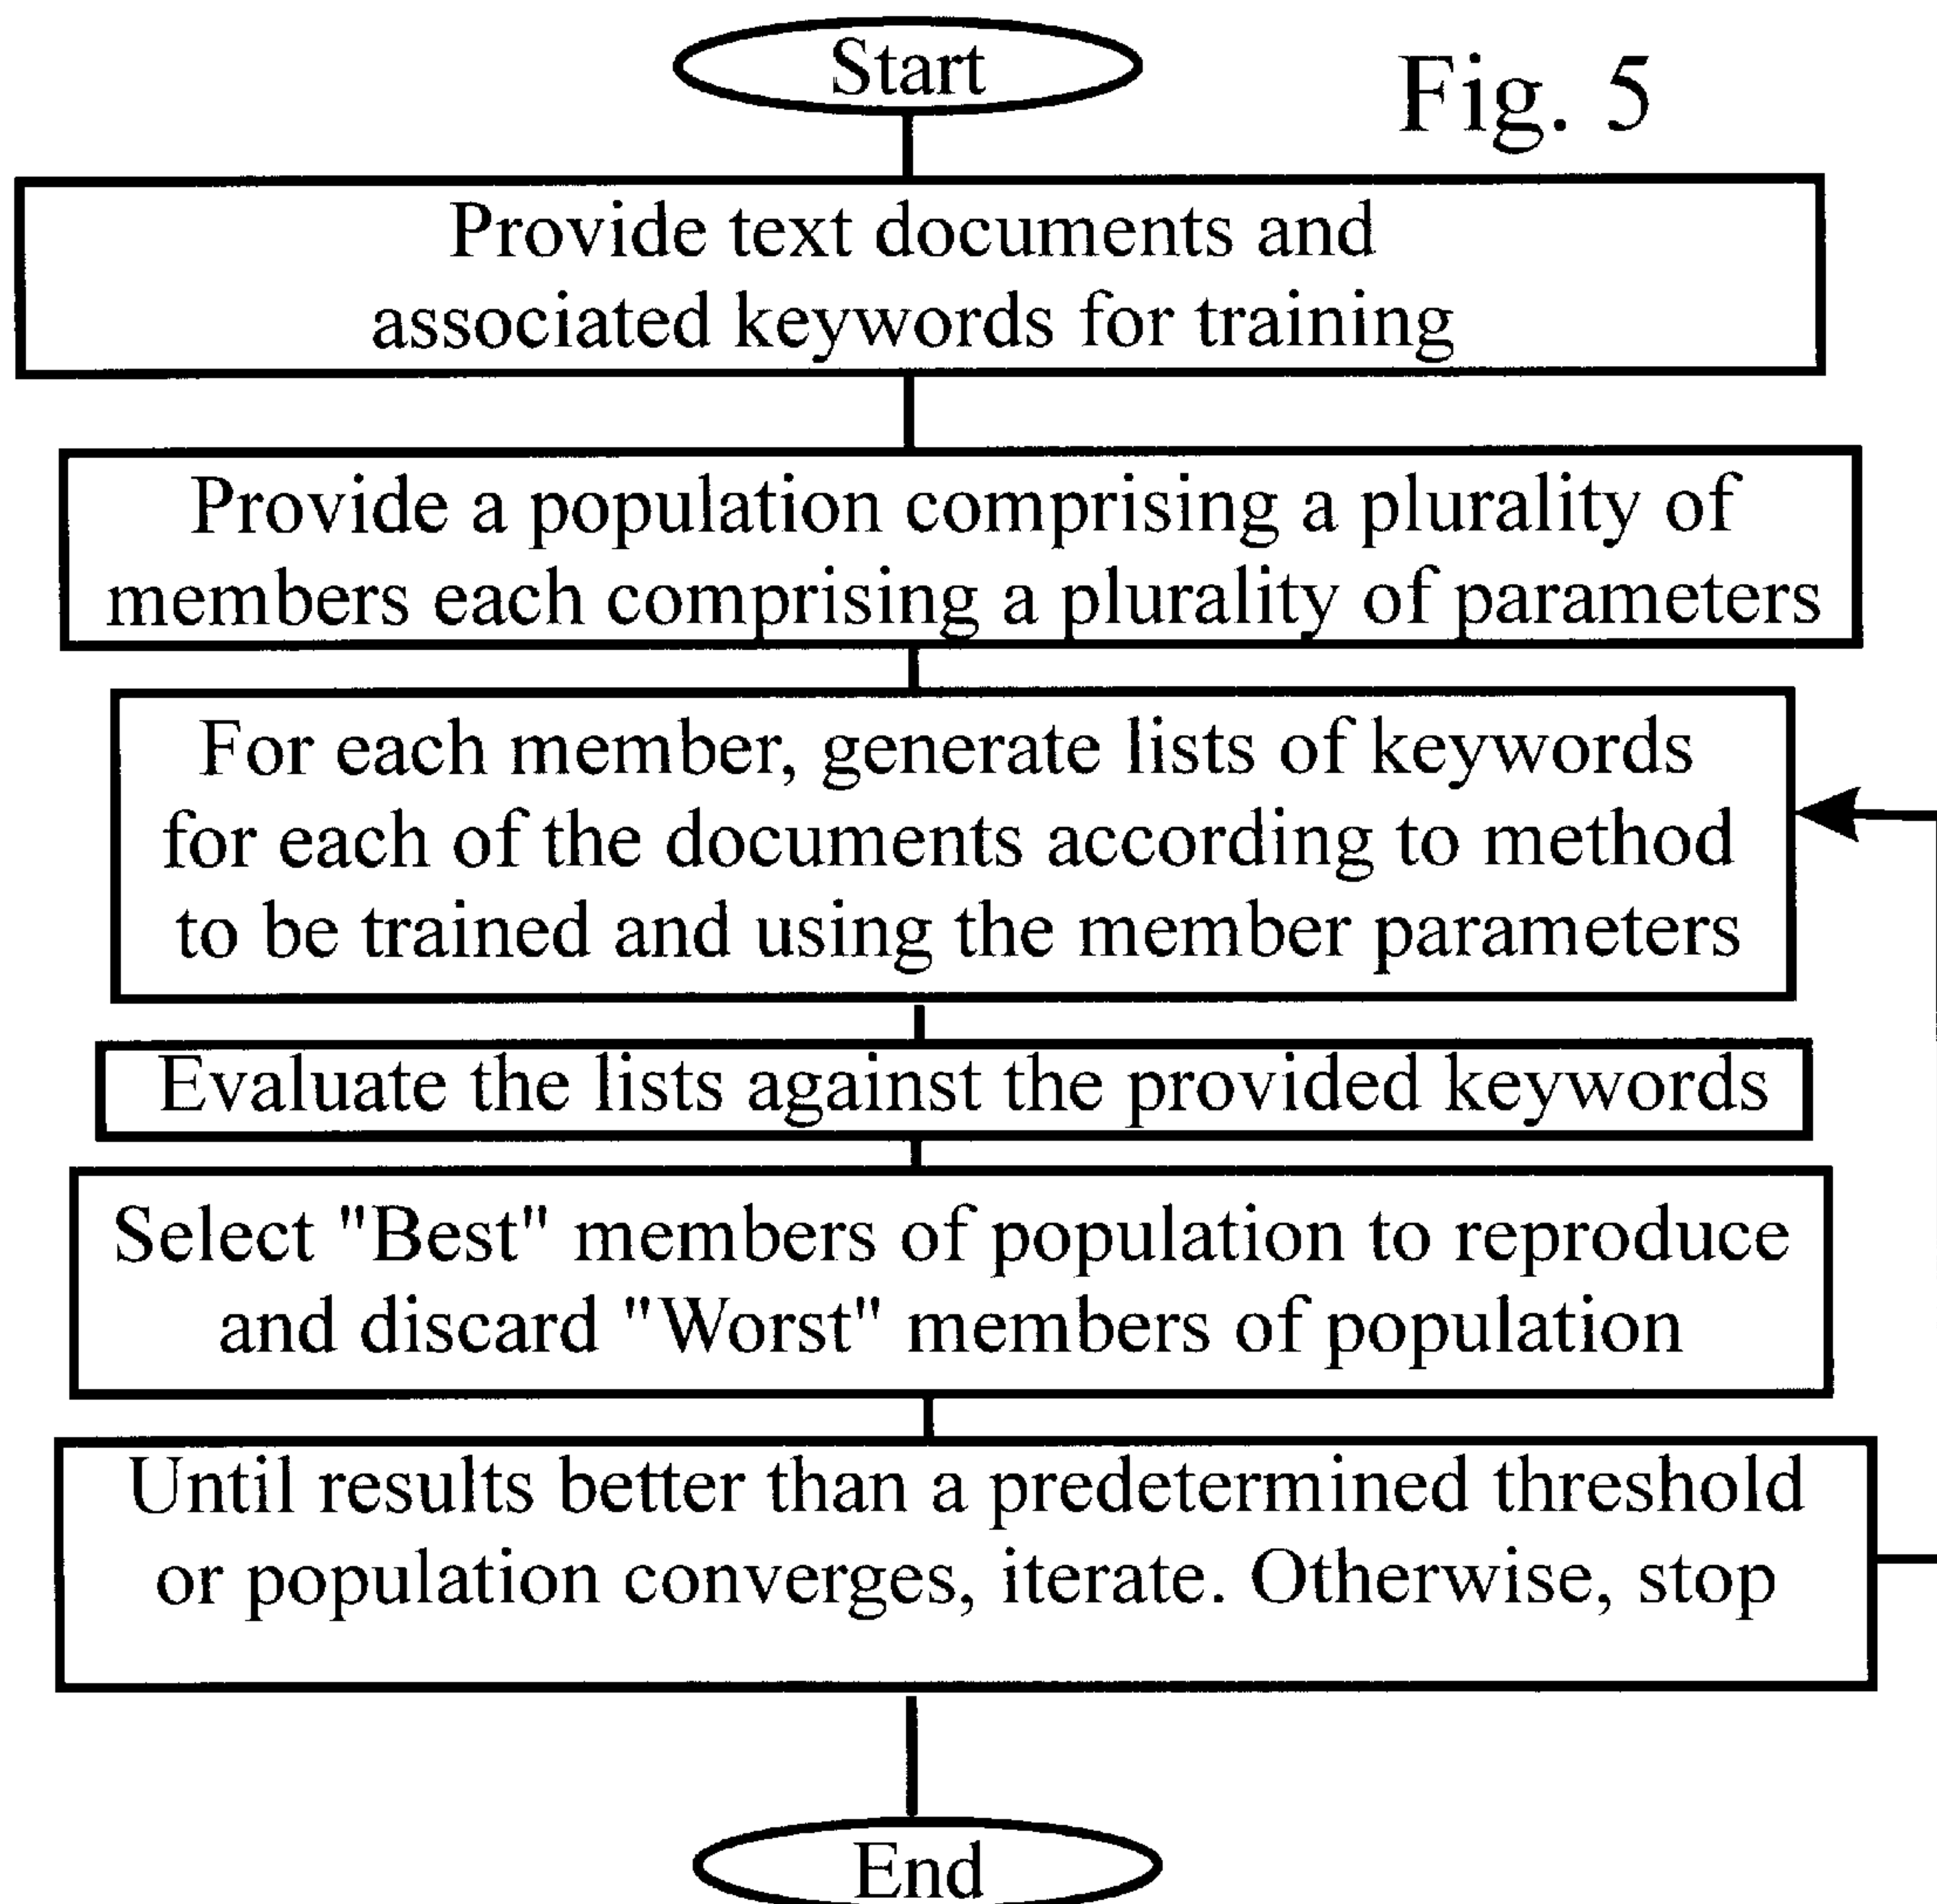 Start
Fig. 5
Provide text documents and
associated keywords for training
Provide a population comprising a plurality of
members each comprising a plurality of parameters
For each member, generate lists of keywords
for each of the documents according to method
to be trained and using the member parameters
Evaluate the lists against the provided keywords
Select "Best" members of population to reproduce
and discard "Worst" members of population
Until results better than a predetermined threshold
or population converges, iterate. Otherwise, stop
End